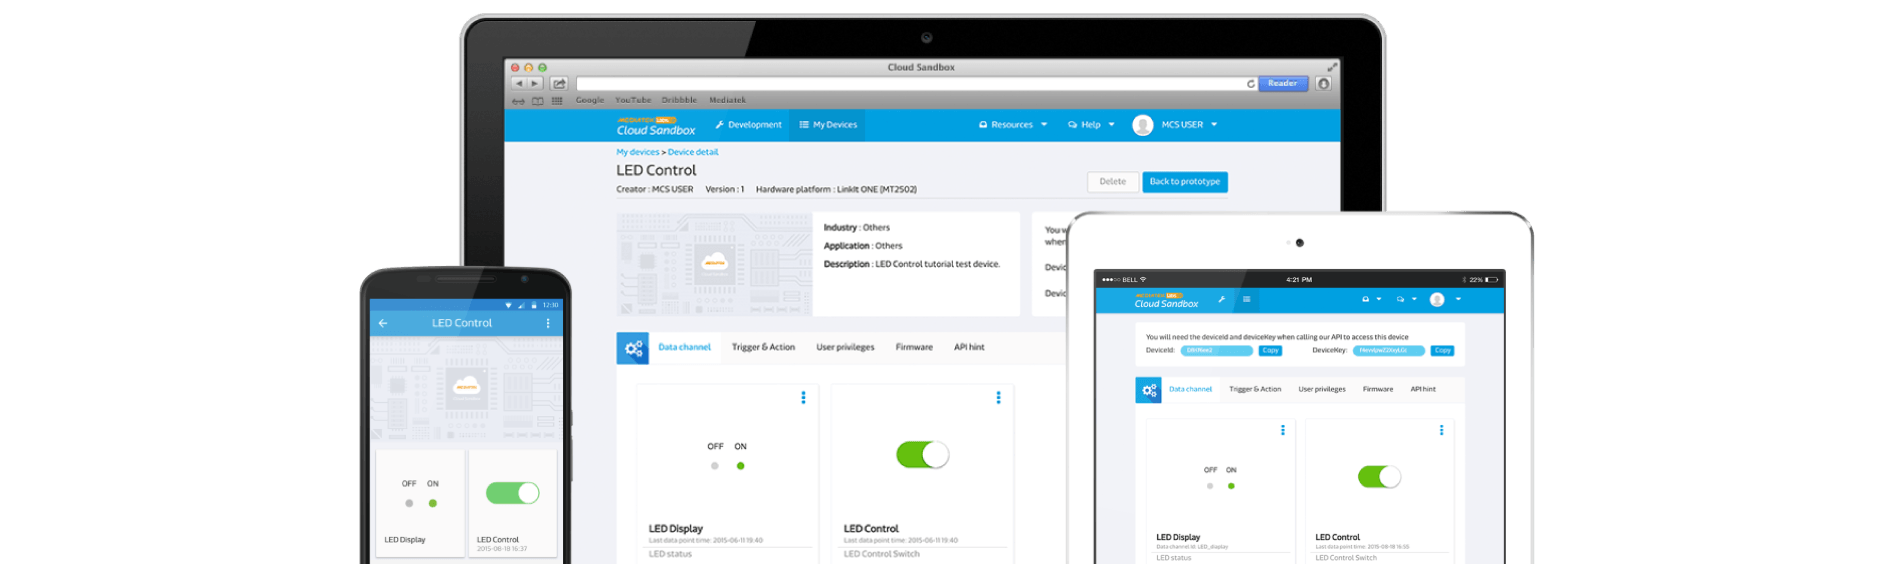 Cloud Sandbox
Reader
Google YouTube Dribbble Mediatek
MEDIATEK Labs
Cloud Sandbox
Development
My Devices
Resources
Help
MCS USER
My devices > Device detail
LED Control
Creator : MCS USER Version : 1 Hardware platform : LinkIt ONE (MT2502)
Delete
Back to prototype
Industry : Others
Application : Others
Description : LED Control tutorial test device.
You w
wher
Devic
Devic
Data channel Trigger & Action User privileges Firmware API hint
OFF ON
LED Display
Last data point time: 2015-06-11 19:40
LED status
LED Control
Last data point time: 2015-06-11 19:40
LED Control Switch
12:30
LED Control
MEDIATEK
OFF ON
LED Display
LED Control
2015-08-18 16:37
BELL
4:21 PM
22%
MEDIATEK Labs
Cloud Sandbox
You will need the deviceId and deviceKey when calling our API to access this device
DeviceId:
Copy
DeviceKey:
Copy
Data channel Trigger & Action User privileges Firmware API hint
OFF ON
LED Display
Data channel Id: LED_display
LED status
LED Control
Last data point time: 2015-08-18 16:36
LED Control Switch